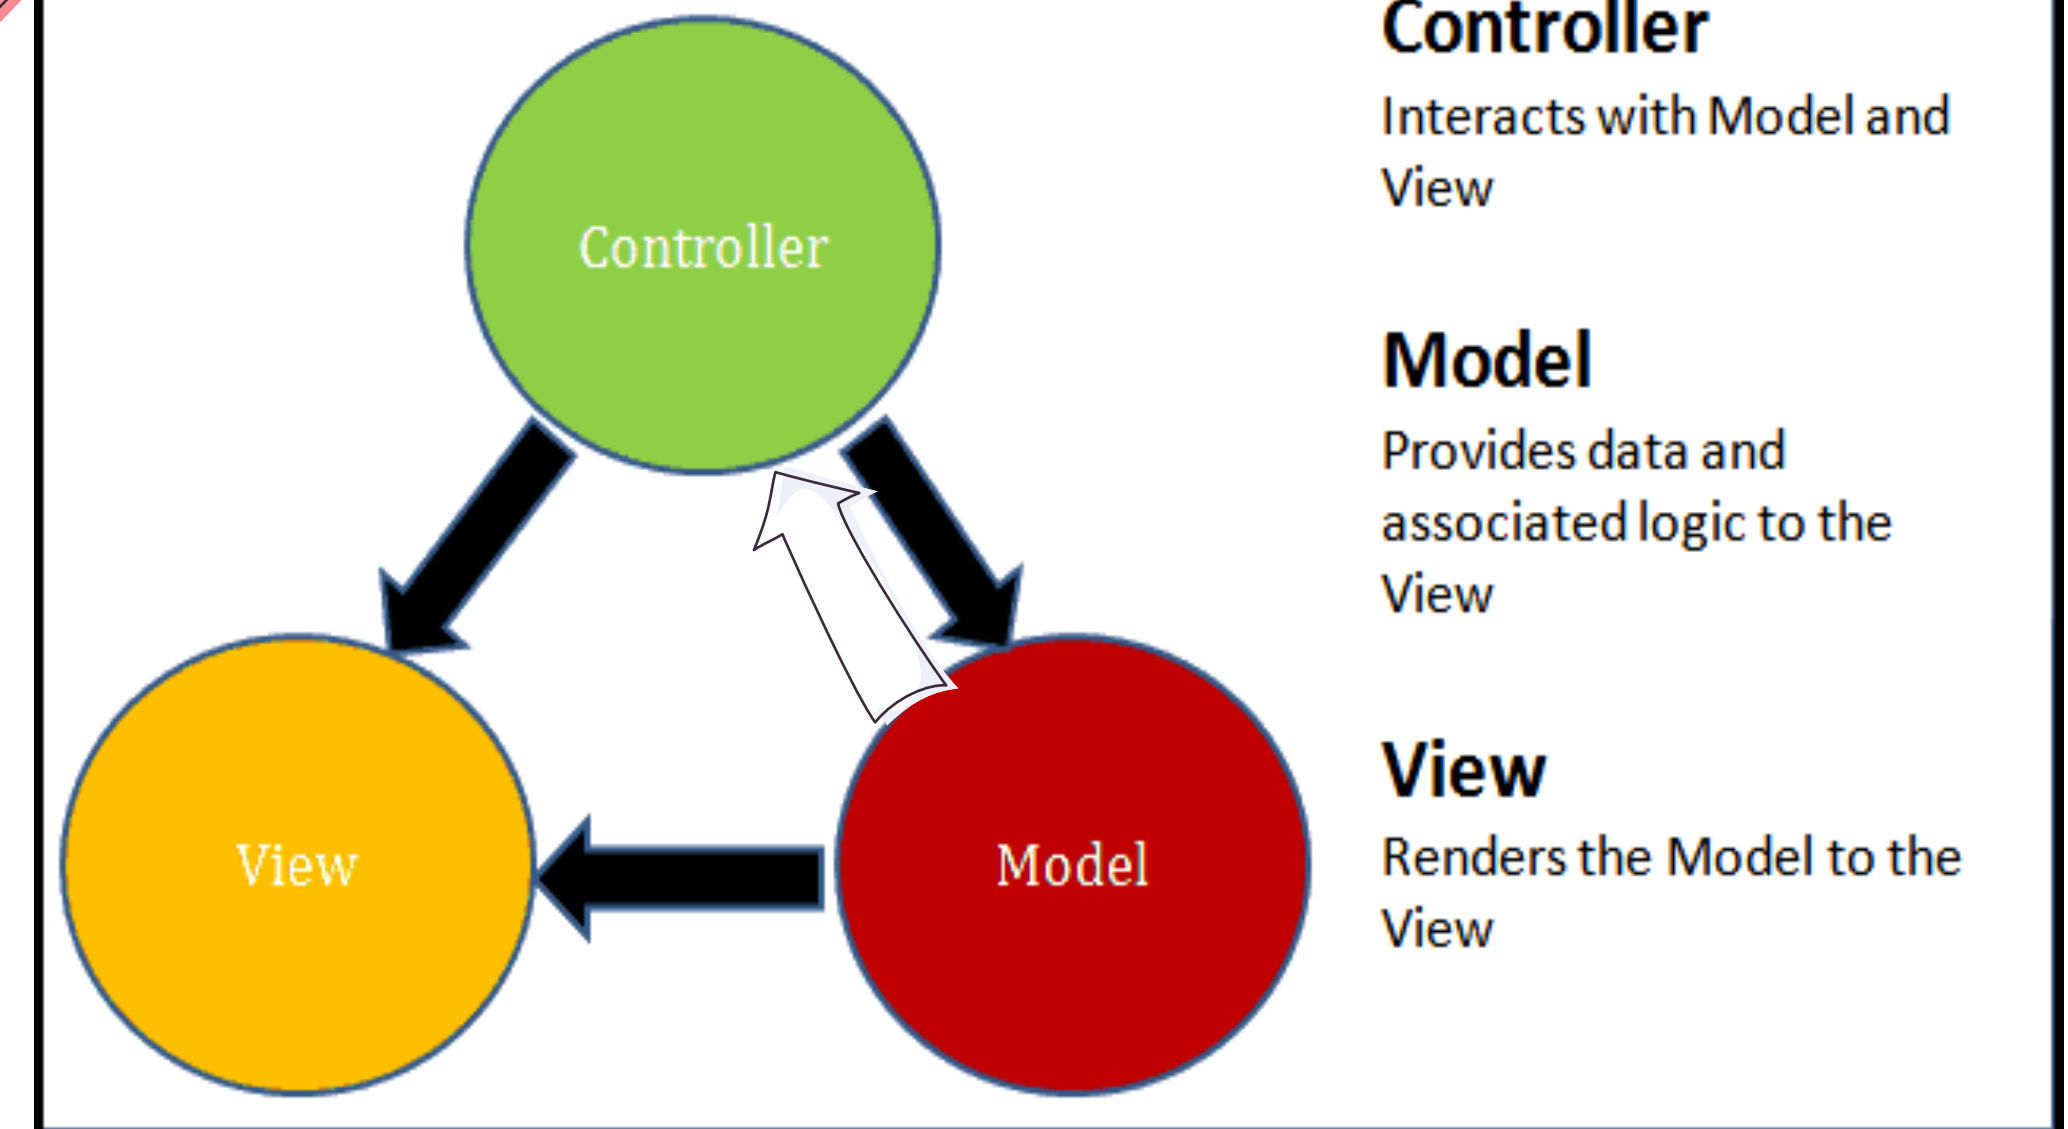 Controller
View
Model
Controller
Interacts with Model and
View
Model
Provides data and
associated logic to the
View
View
Renders the Model to the
View